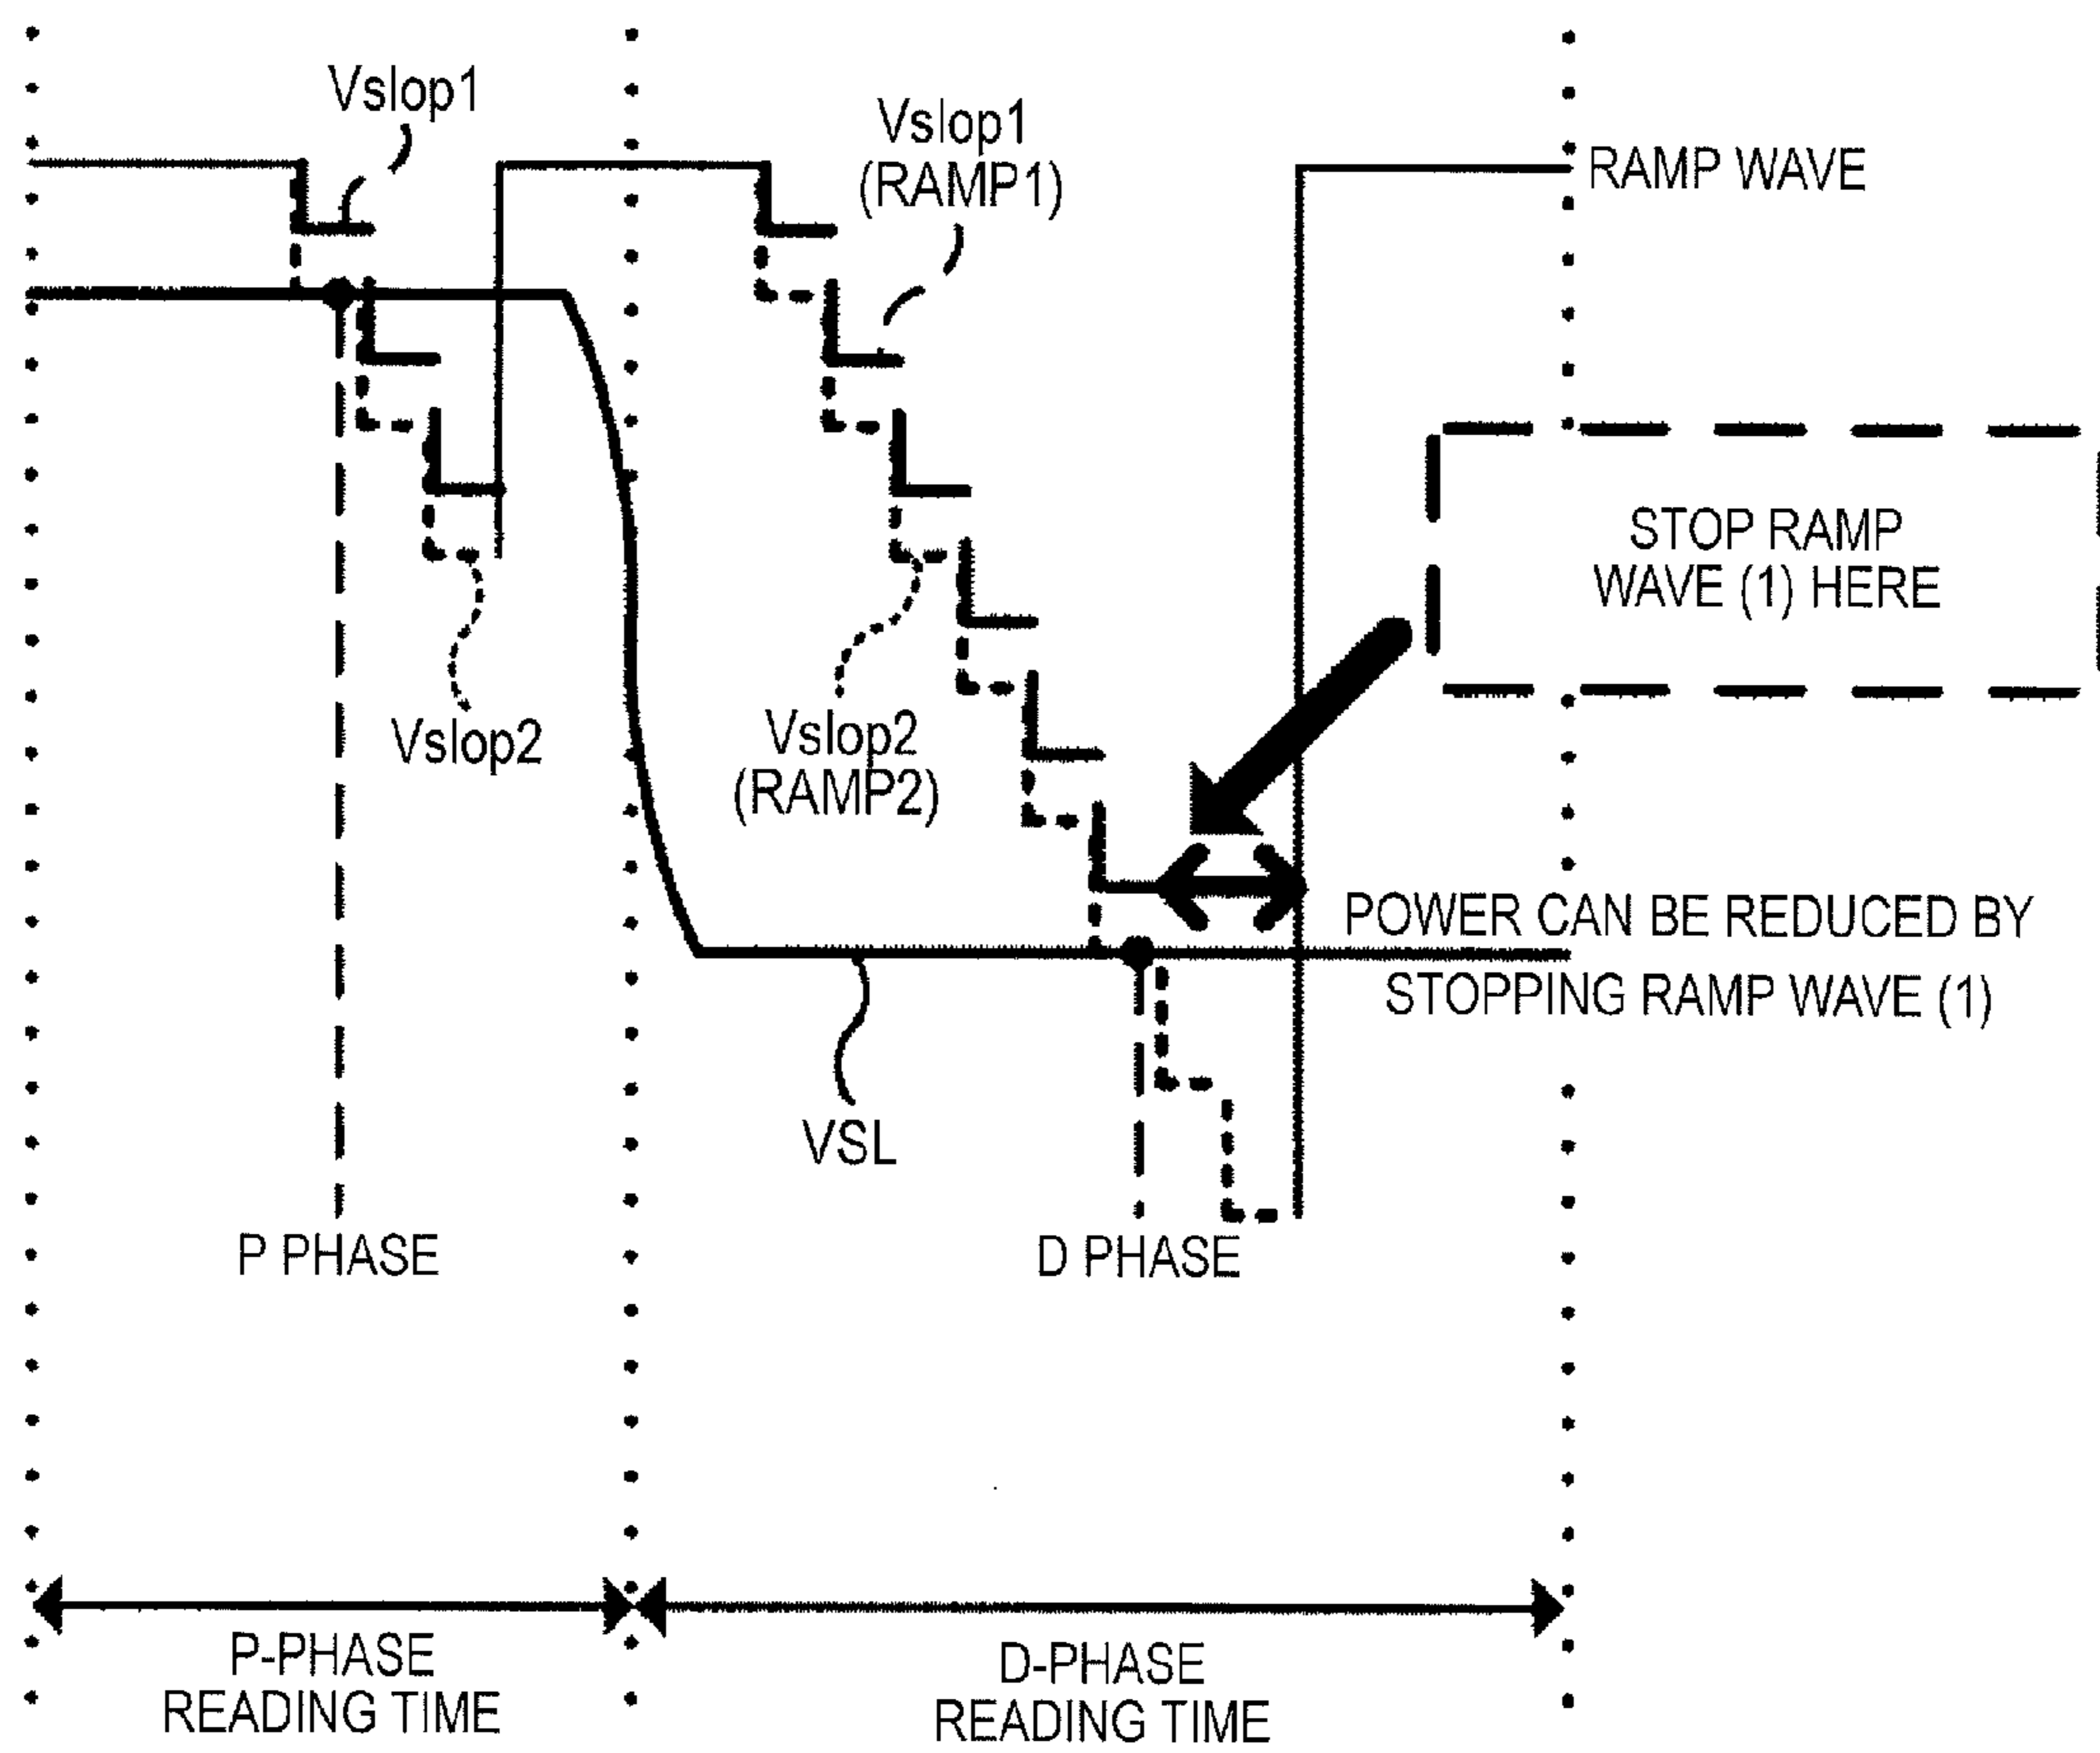 Vslop1
Vslop1
(RAMP1)
RAMP WAVE
STOP RAMP
WAVE (1) HERE
Vslop2
Vslop2
(RAMP2)
POWER CAN BE REDUCED BY
STOPPING RAMP WAVE (1)
VSL
P PHASE
D PHASE
P-PHASE
READING TIME
D-PHASE
READING TIME